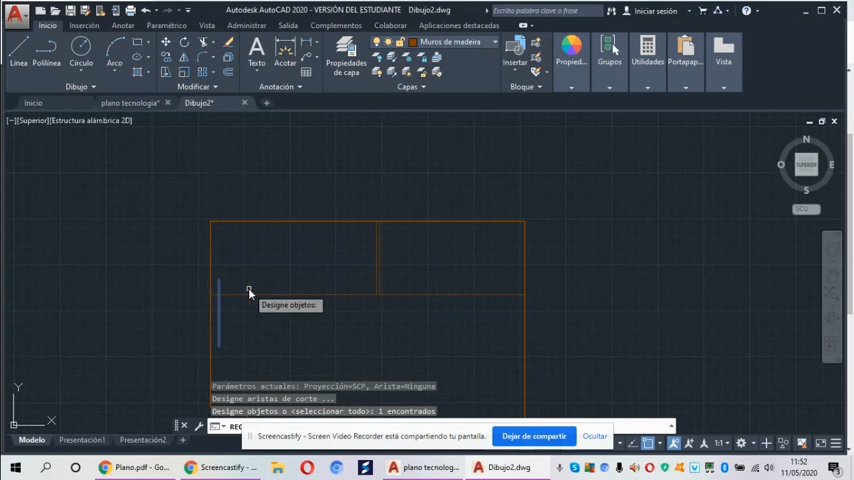 Autodesk AutoCAD 2020 - VERSIÓN DEL ESTUDIANTE Dibujo2.dwg
Escriba palabra clave o frase
Iniciar sesión
Inicio Inserción Anotar Paramétrico Vista Administrar Salida Complementos Colaborar Aplicaciones destacadas
Línea Polilínea Círculo Arco
Texto Acotar
Propiedades de capa
Muros de madera
Insertar
Propied... Grupos Utilidades Portapap... Vista
Dibujo Modificar Anotación Capas Bloque
Inicio plano tecnologia* Dibujo2*
[−][Superior][Estructura alámbrica 2D]
N
O SUPERIOR E
S
SCU
Designe objetos:
Y
X
Parámetros actuales: Proyección=SCP, Arista=Ninguna
Designe aristas de corte ...
Designe objetos o <seleccionar todo>: 1 encontrados
REC
Screencastify - Screen Video Recorder está compartiendo tu pantalla.
Dejar de compartir
Ocultar
Modelo Presentación1 Presentación2
1:1
Plano.pdf - Go...
Screencastify - ...
plano tecnolog...
Dibujo2.dwg
11:52
11/05/2020